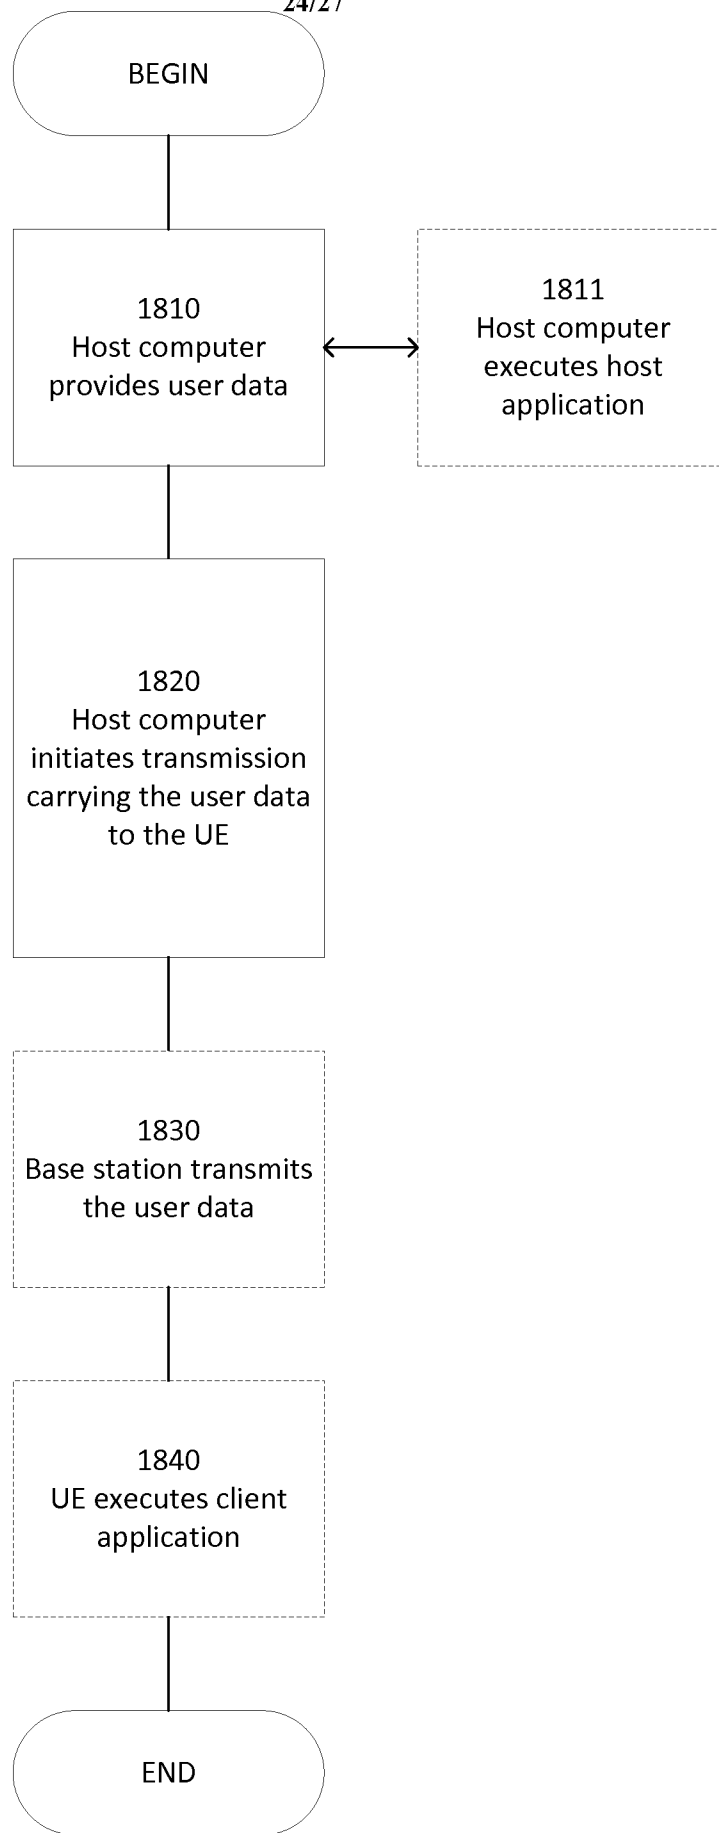 24/27
BEGIN
1810
Host computer
provides user data
1811
Host computer
executes host
application
1820
Host computer
initiates transmission
carrying the user data
to the UE
1830
Base station transmits
the user data
1840
UE executes client
application
END